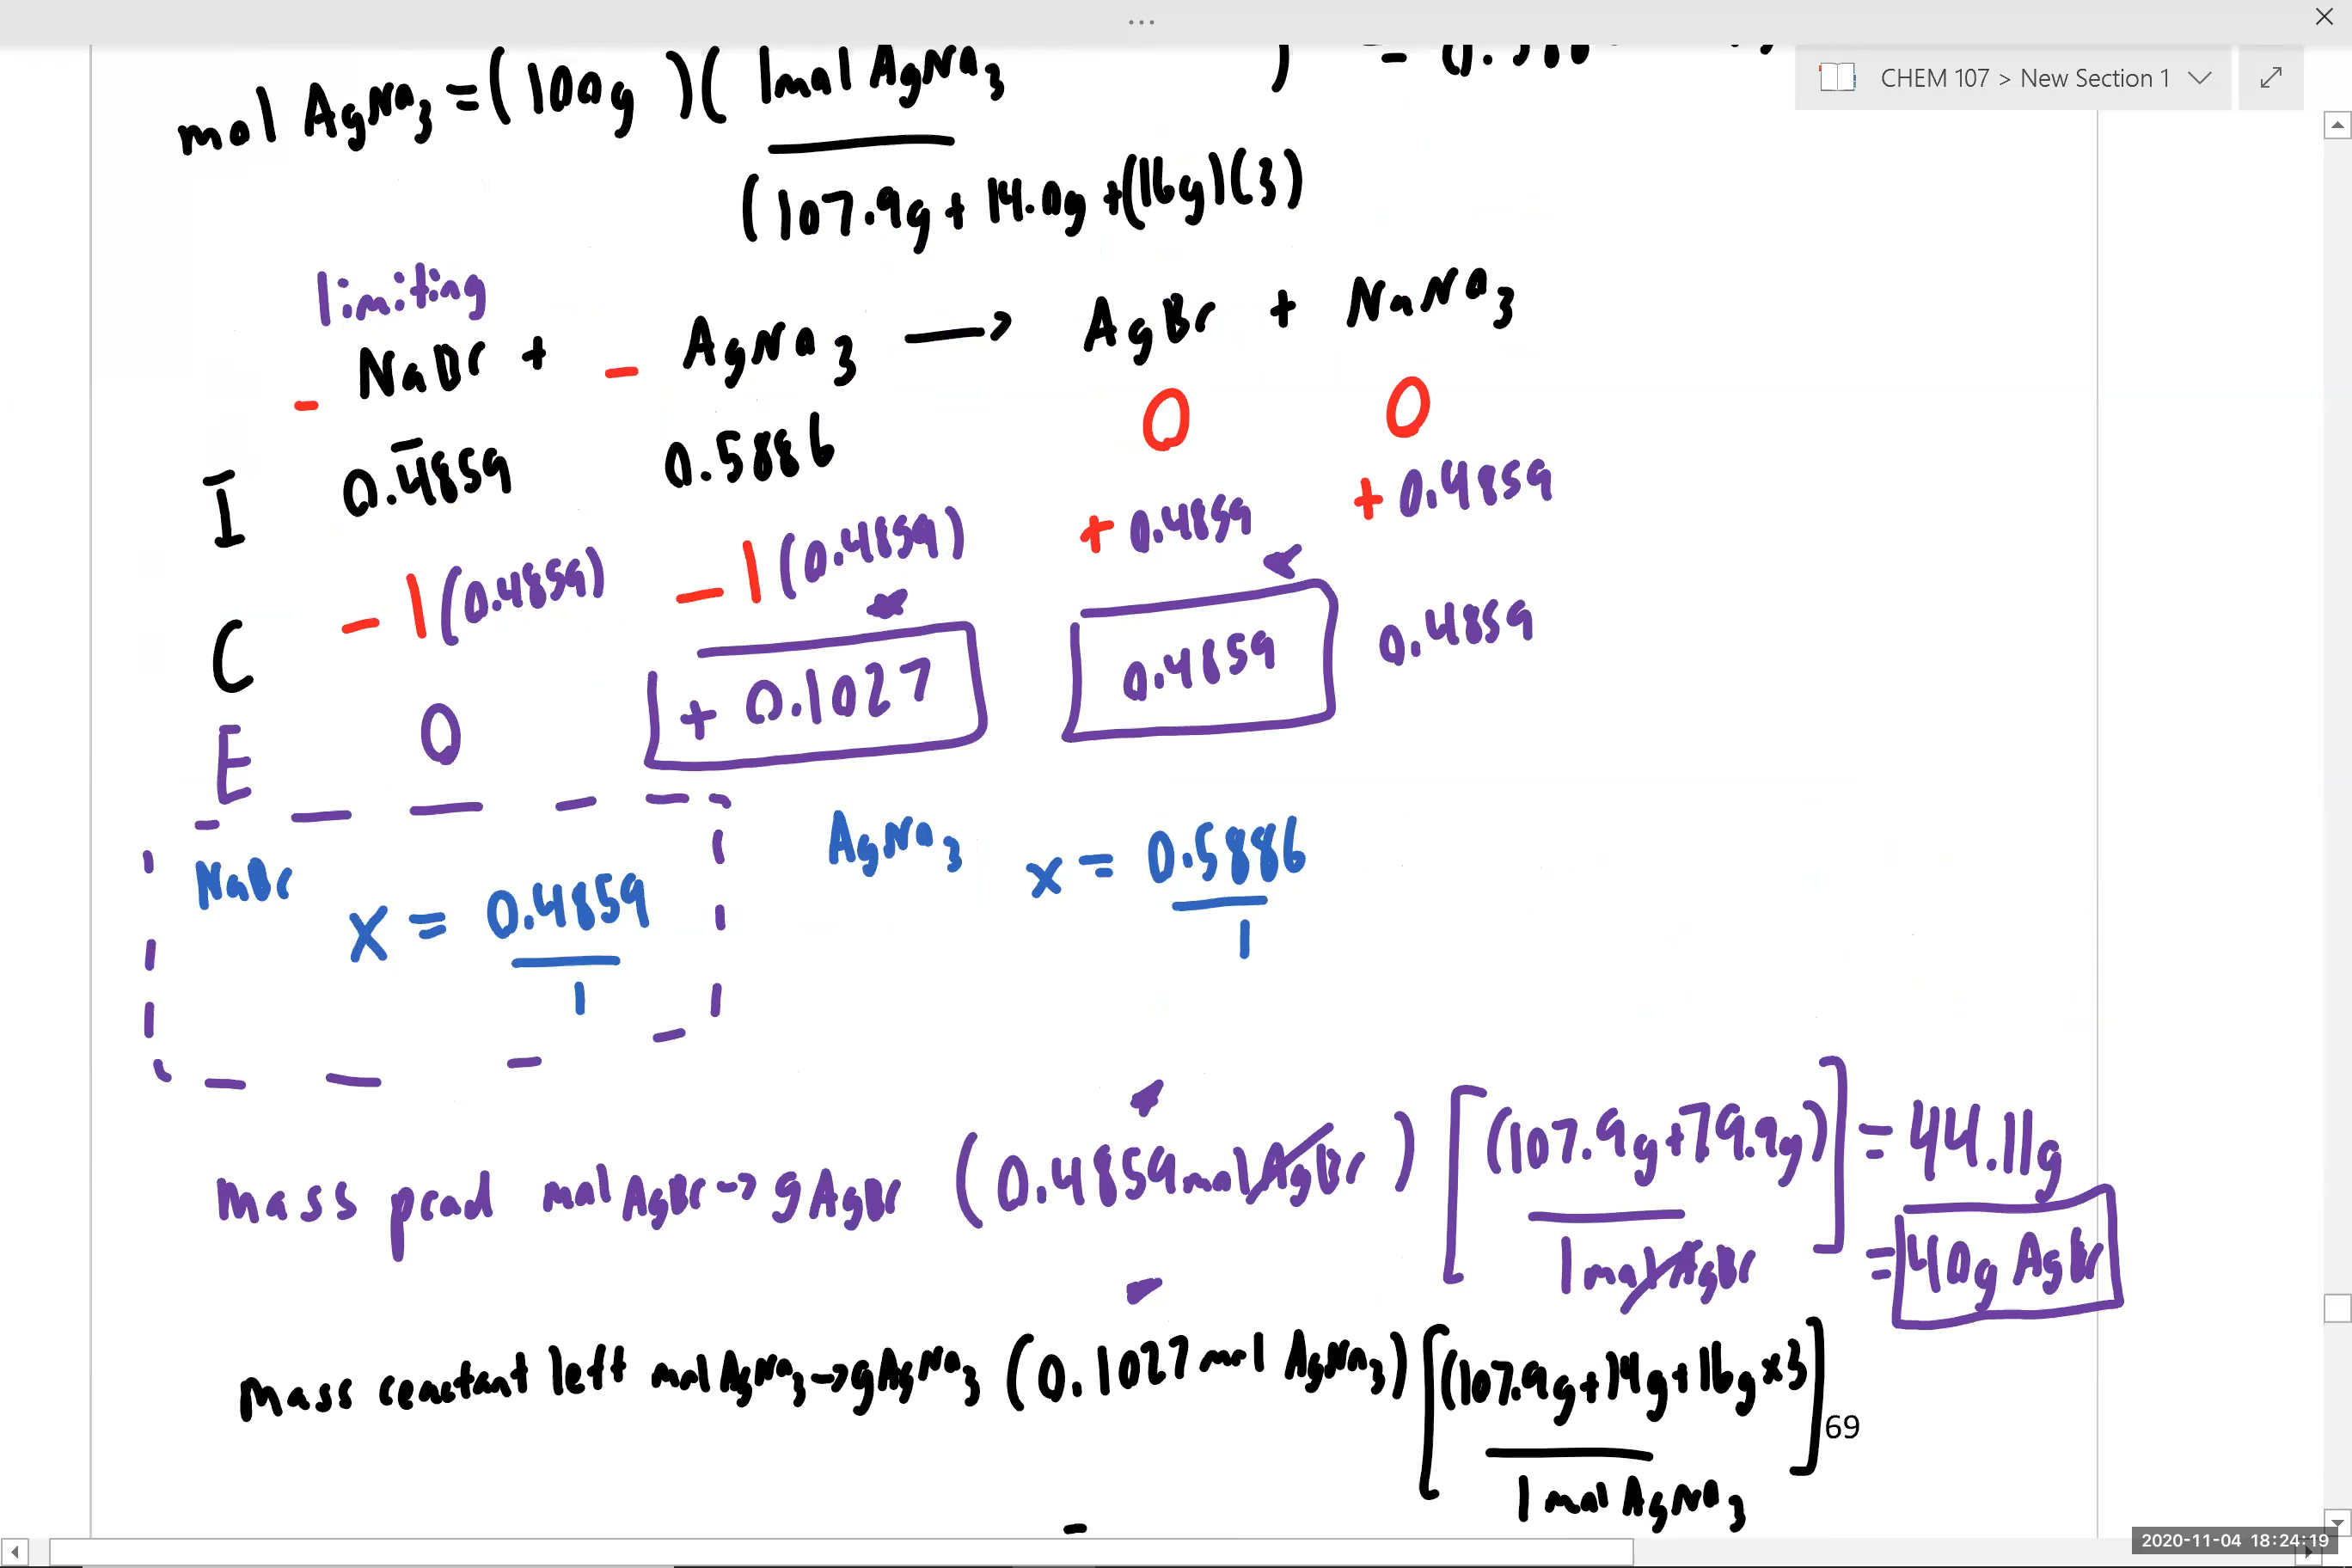 CHEM 107 > New Section 1
mol AgNO3 = (100g) (1mol AgNO3 ) =
(107.9g + 14.0g + (16g)(3)
limiting
- NaBr + - AgNO3 → AgBr + NaNO3
I 0.4859 0.5886 0 0
C -1(0.4859) -1(0.4859) + 0.4859 + 0.4859
E 0 + 0.1027 0.4859 0.4859
NaBr x = 0.4859 AgNO3 x = 0.5886
1 1
mass prod mol AgBr → g AgBr (0.4859 mol AgBr) [(107.9g + 79.9g)] = 44.11g
1 mol AgBr = 40g AgBr
mass reactant left mol AgNO3 → g AgNO3 (0.1027 mol AgNO3) [(107.9g + 14g + 16g x 3)]
1 mol AgNO3
69
=
2020-11-04 18:24:19